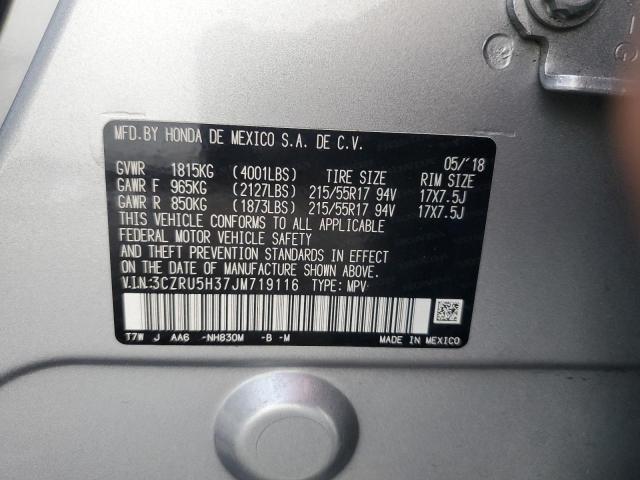 MFD.BY HONDA DE MEXICO S.A. DE C.V.
05/'18
GVWR 1815KG (4001LBS) TIRE SIZE RIM SIZE
GAWR F 965KG (2127LBS) 215/55R17 94V 17X7.5J
GAWR R 850KG (1873LBS) 215/55R17 94V 17X7.5J
THIS VEHICLE CONFORMS TO ALL APPLICABLE
FEDERAL MOTOR VEHICLE SAFETY
AND THEFT PREVENTION STANDARDS IN EFFECT
ON THE DATE OF MANUFACTURE SHOWN ABOVE.
V.I.N.:3CZRU5H37JM719116 TYPE: MPV
T7W J AA6 -NH830M -B -M MADE IN MEXICO